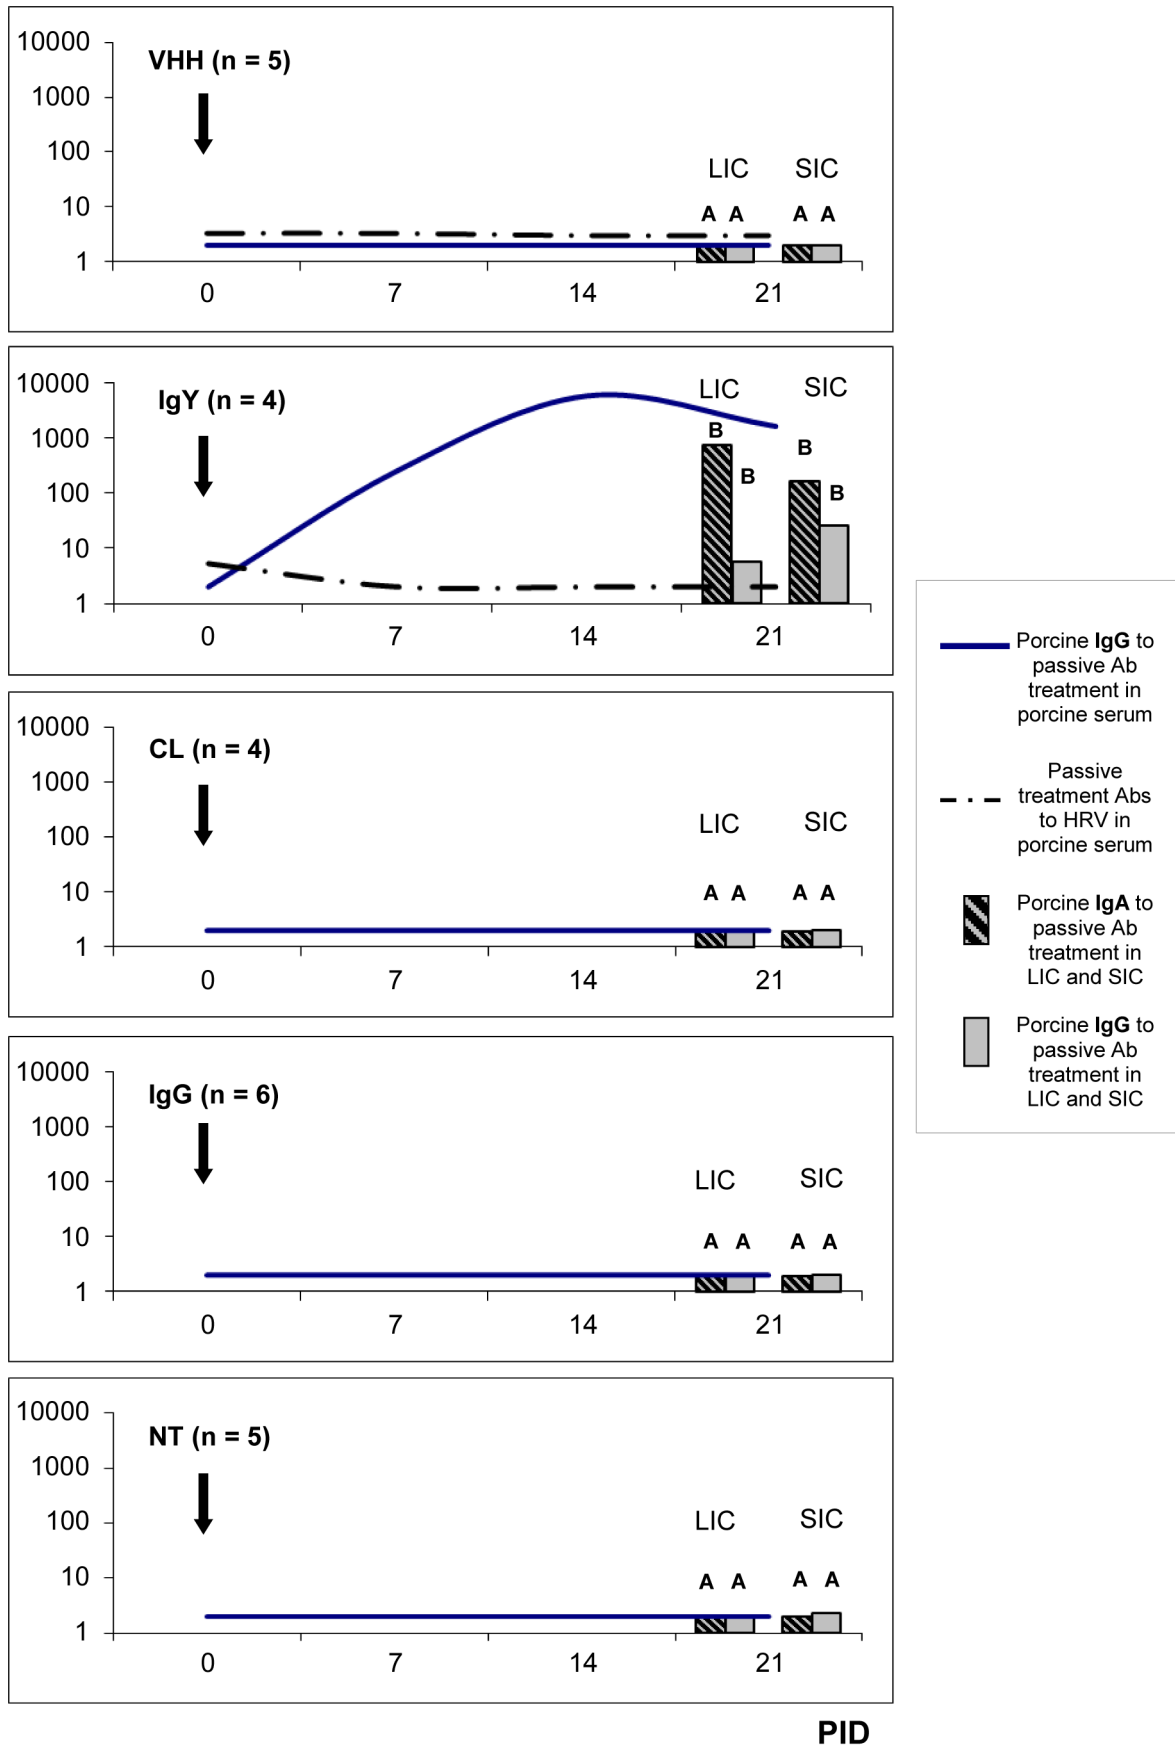 10000
VHH (n = 5)
1000
100
LIC SIC
10
A A A A
1
0 7 14 21
10000
LIC SIC
IgY (n = 4)
1000
B
B
B
100
B
10
1
0 7 14 21
10000
CL (n = 4)
1000
100
LIC SIC
10
A A A A
1
0 7 14 21
10000
IgG (n = 6)
1000
100
LIC SIC
10
A A A A
1
0 7 14 21
10000
NT (n = 5)
1000
100
LIC SIC
10
A A A A
1
0 7 14 21
PID
Porcine IgG to
passive Ab
treatment in
porcine serum
Passive
treatment Abs
to HRV in
porcine serum
Porcine IgA to
passive Ab
treatment in
LIC and SIC
Porcine IgG to
passive Ab
treatment in
LIC and SIC